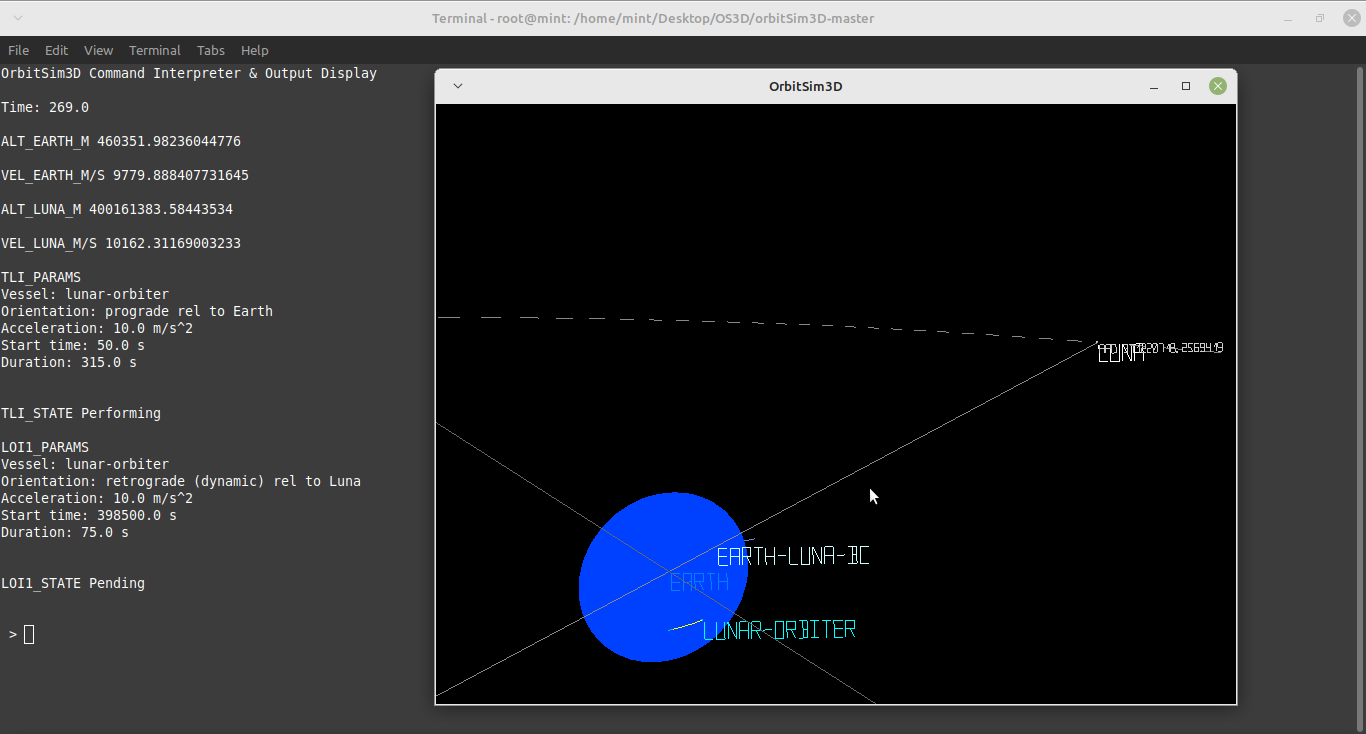 Terminal - root@mint: /home/mint/Desktop/OS3D/orbitSim3D-master
File Edit View Terminal Tabs Help
OrbitSim3D Command Interpreter & Output Display
Time: 269.0
ALT_EARTH_M 460351.98236044776
VEL_EARTH_M/S 9779.888407731645
ALT_LUNA_M 400161383.58443534
VEL_LUNA_M/S 10162.31169003233
TLI_PARAMS
Vessel: lunar-orbiter
Orientation: prograde rel to Earth
Acceleration: 10.0 m/s^2
Start time: 50.0 s
Duration: 315.0 s
TLI_STATE Performing
LOI1_PARAMS
Vessel: lunar-orbiter
Orientation: retrograde (dynamic) rel to Luna
Acceleration: 10.0 m/s^2
Start time: 398500.0 s
Duration: 75.0 s
LOI1_STATE Pending
>
OrbitSim3D
LUNA
EARTH-LUNA-BC
EARTH
LUNAR-ORBITER